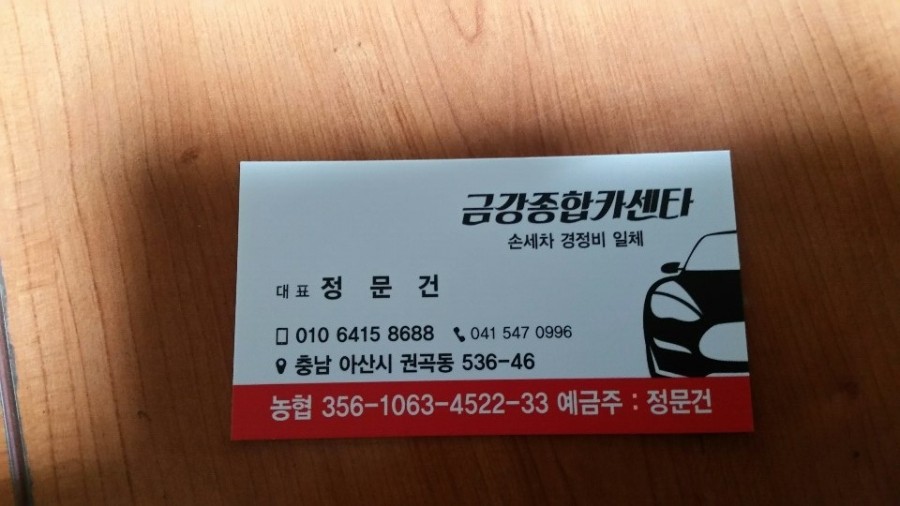 금강종합카센타
손세차 경정비 일체
대표 정 문 건
010 6415 8688 041 547 0996
충남 아산시 권곡동 536-46
농협 356-1063-4522-33 예금주 : 정문건